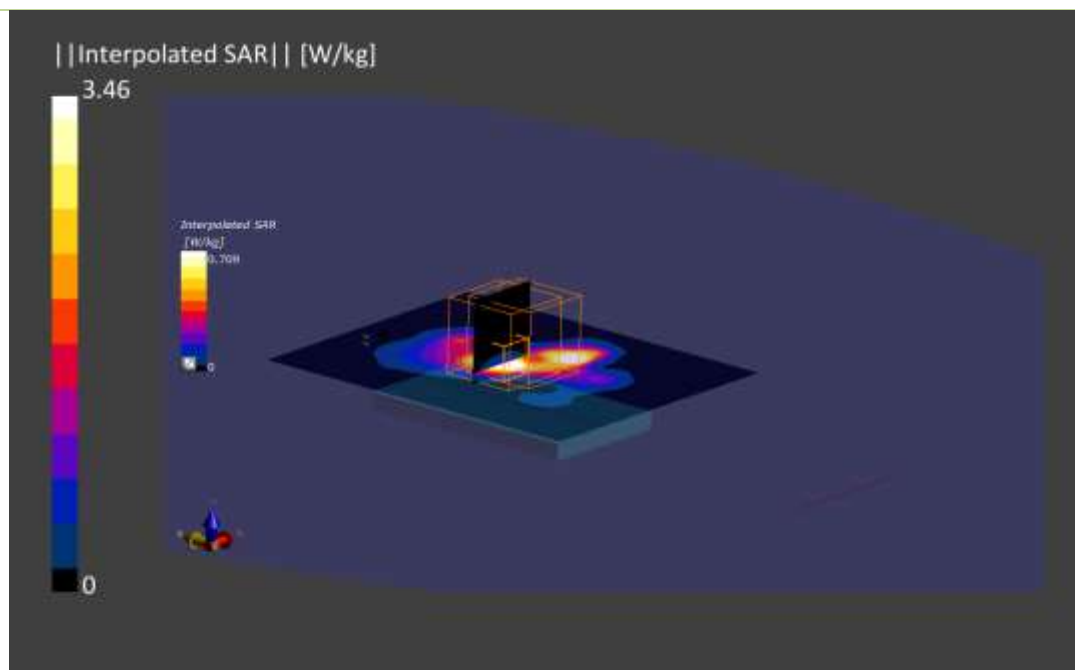 ||Interpolated SAR|| [W/kg]
3.46
Interpolated SAR
[W/kg]
0
0